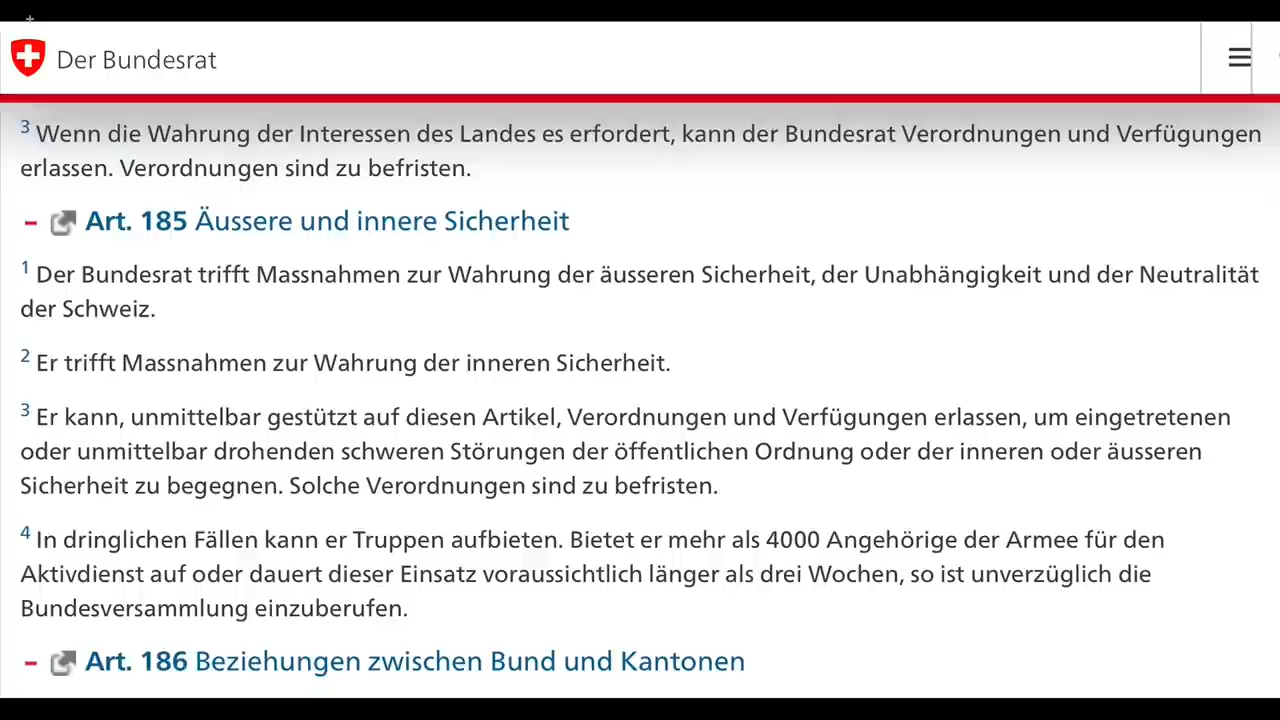 Der Bundesrat
3 Wenn die Wahrung der Interessen des Landes es erfordert, kann der Bundesrat Verordnungen und Verfügungen
erlassen. Verordnungen sind zu befristen.
– Art. 185 Äussere und innere Sicherheit
1 Der Bundesrat trifft Massnahmen zur Wahrung der äusseren Sicherheit, der Unabhängigkeit und der Neutralität
der Schweiz.
2 Er trifft Massnahmen zur Wahrung der inneren Sicherheit.
3 Er kann, unmittelbar gestützt auf diesen Artikel, Verordnungen und Verfügungen erlassen, um eingetretenen
oder unmittelbar drohenden schweren Störungen der öffentlichen Ordnung oder der inneren oder äusseren
Sicherheit zu begegnen. Solche Verordnungen sind zu befristen.
4 In dringlichen Fällen kann er Truppen aufbieten. Bietet er mehr als 4000 Angehörige der Armee für den
Aktivdienst auf oder dauert dieser Einsatz voraussichtlich länger als drei Wochen, so ist unverzüglich die
Bundesversammlung einzuberufen.
– Art. 186 Beziehungen zwischen Bund und Kantonen